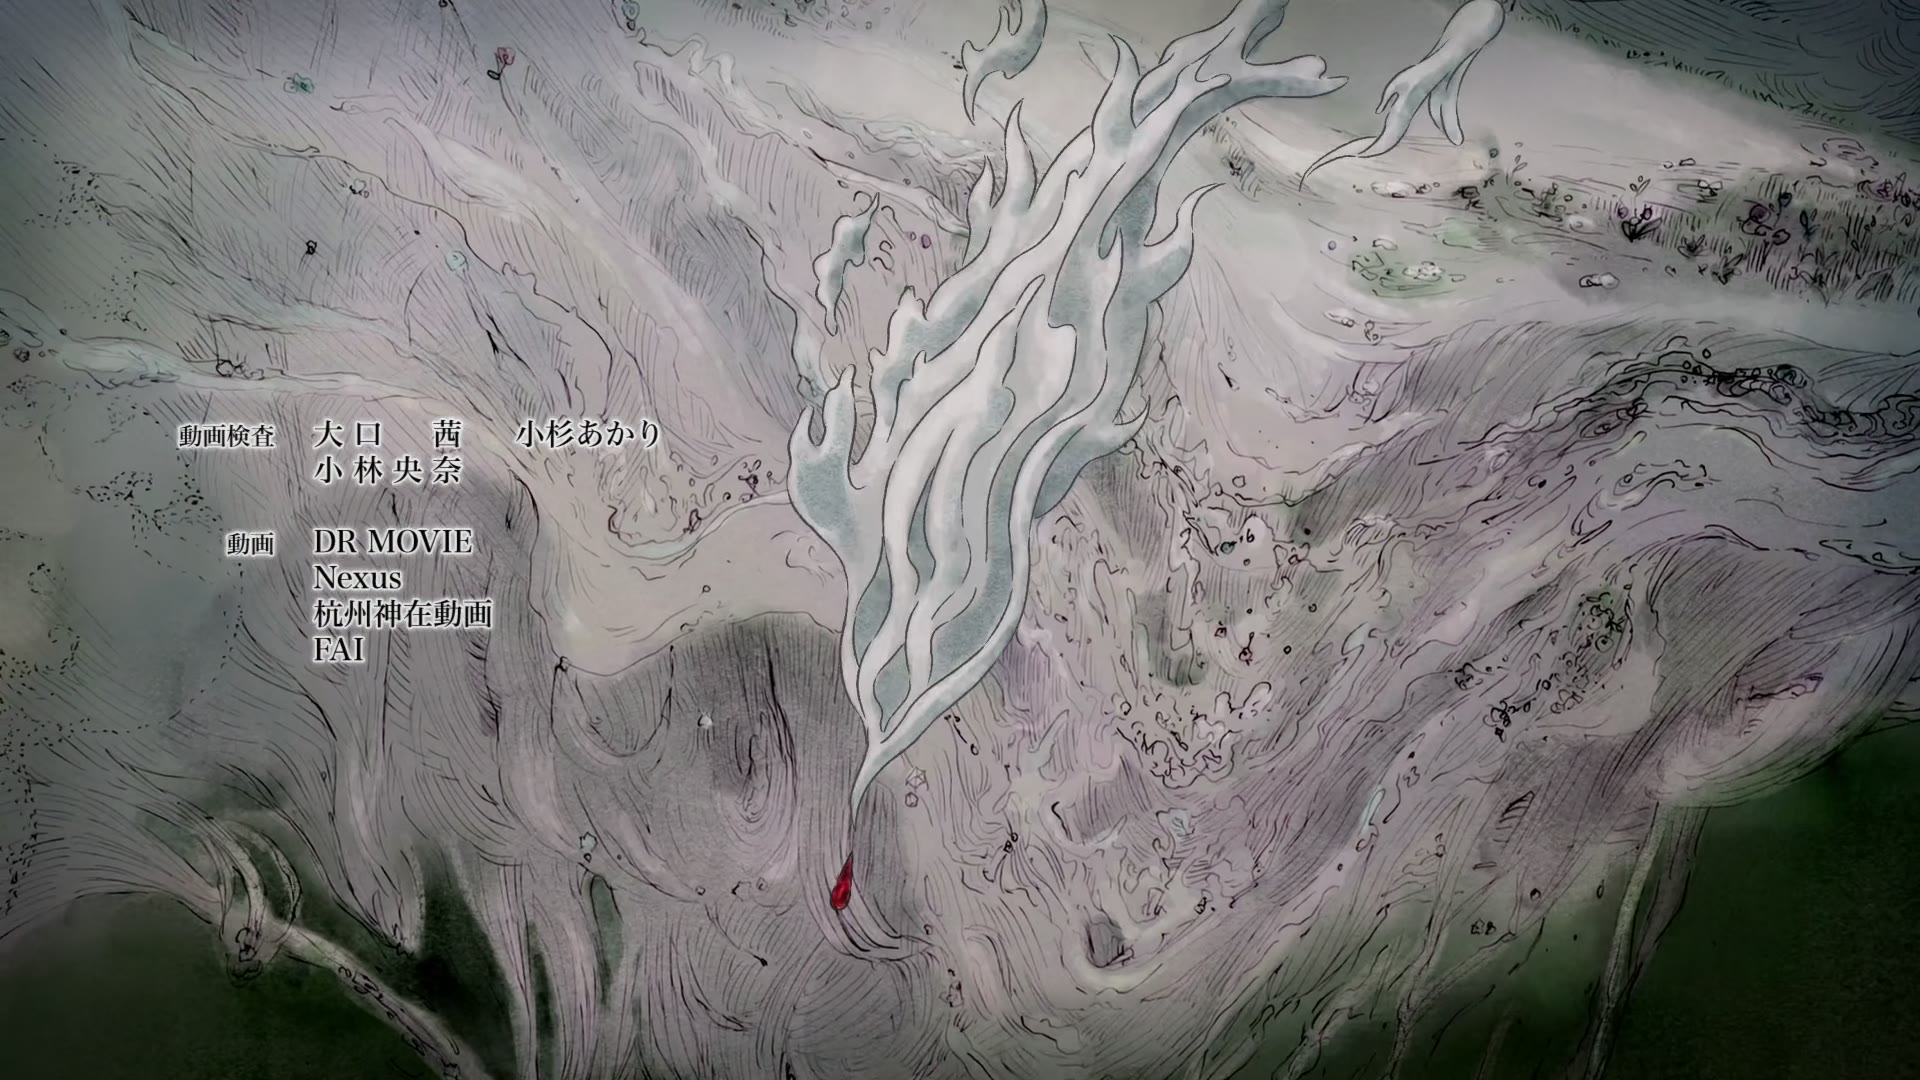 動画検査 大口 茜 小杉あかり
小林央奈
動画 DR MOVIE
Nexus
杭州神在動画
FAI